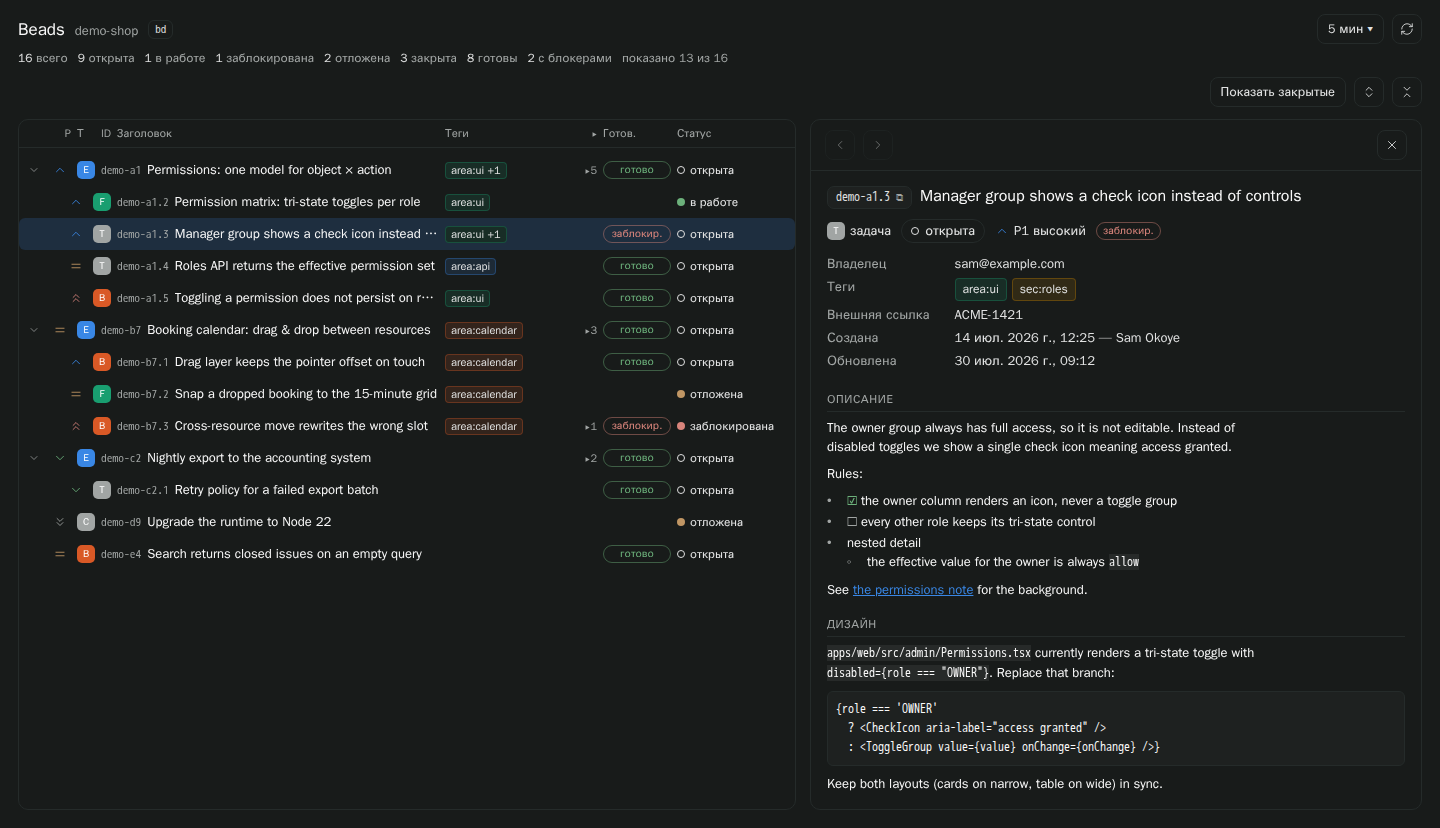 Beads demo-shop bd
5 мин ▾
16 всего 9 открыта 1 в работе 1 заблокирована 2 отложена 3 закрыта 8 готовы 2 с блокерами показано 13 из 16
Показать закрытые
P T ID Заголовок Теги ▸ Готов. Статус
E demo-a1 Permissions: one model for object × action area:ui +1 ▸5 готово открыта
F demo-a1.2 Permission matrix: tri-state toggles per role area:ui в работе
T demo-a1.3 Manager group shows a check icon instead ··· area:ui +1 заблокир. открыта
T demo-a1.4 Roles API returns the effective permission set area:api готово открыта
B demo-a1.5 Toggling a permission does not persist on r··· area:ui готово открыта
E demo-b7 Booking calendar: drag & drop between resources area:calendar ▸3 готово открыта
B demo-b7.1 Drag layer keeps the pointer offset on touch area:calendar готово открыта
F demo-b7.2 Snap a dropped booking to the 15-minute grid area:calendar отложена
B demo-b7.3 Cross-resource move rewrites the wrong slot area:calendar ▸1 заблокир. заблокирована
E demo-c2 Nightly export to the accounting system ▸2 готово открыта
T demo-c2.1 Retry policy for a failed export batch готово открыта
C demo-d9 Upgrade the runtime to Node 22 отложена
B demo-e4 Search returns closed issues on an empty query готово открыта
demo-a1.3 Manager group shows a check icon instead of controls
T задача открыта P1 высокий заблокир.
Владелец sam@example.com
Теги area:ui sec:roles
Внешняя ссылка ACME-1421
Создана 14 июл. 2026 г., 12:25 — Sam Okoye
Обновлена 30 июл. 2026 г., 09:12
ОПИСАНИЕ
The owner group always has full access, so it is not editable. Instead of
disabled toggles we show a single check icon meaning access granted.
Rules:
• ☑ the owner column renders an icon, never a toggle group
• ☐ every other role keeps its tri-state control
• nested detail
◦ the effective value for the owner is always allow
See the permissions note for the background.
ДИЗАЙН
apps/web/src/admin/Permissions.tsx currently renders a tri-state toggle with
disabled={role === "OWNER"}. Replace that branch:
{role === 'OWNER'
? <CheckIcon aria-label="access granted" />
: <ToggleGroup value={value} onChange={onChange} />}
Keep both layouts (cards on narrow, table on wide) in sync.